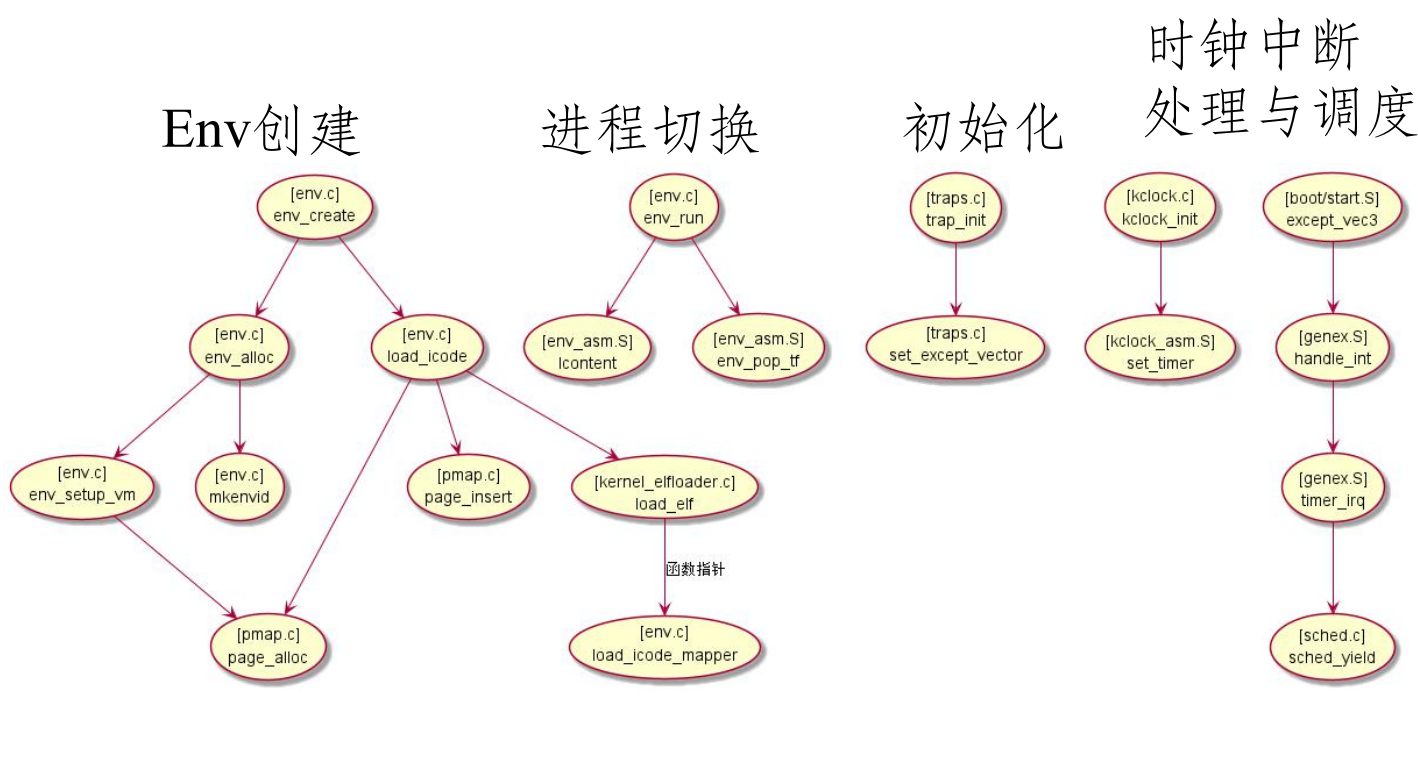 时钟中断
处理与调度
Env创建
进程切换
初始化
[env.c]
env_create
[env.c]
env_run
[traps.c]
trap_init
[kclock.c]
kclock_init
[boot/start.S]
except_vec3
[env.c]
env_alloc
[env.c]
load_icode
[env_asm.S]
lcontent
[env_asm.S]
env_pop_tf
[traps.c]
set_except_vector
[kclock_asm.S]
set_timer
[genex.S]
handle_int
[env.c]
env_setup_vm
[env.c]
mkenvid
[pmap.c]
page_insert
[kernel_elfloader.c]
load_elf
[genex.S]
timer_irq
函数指针
[pmap.c]
page_alloc
[env.c]
load_icode_mapper
[sched.c]
sched_yield